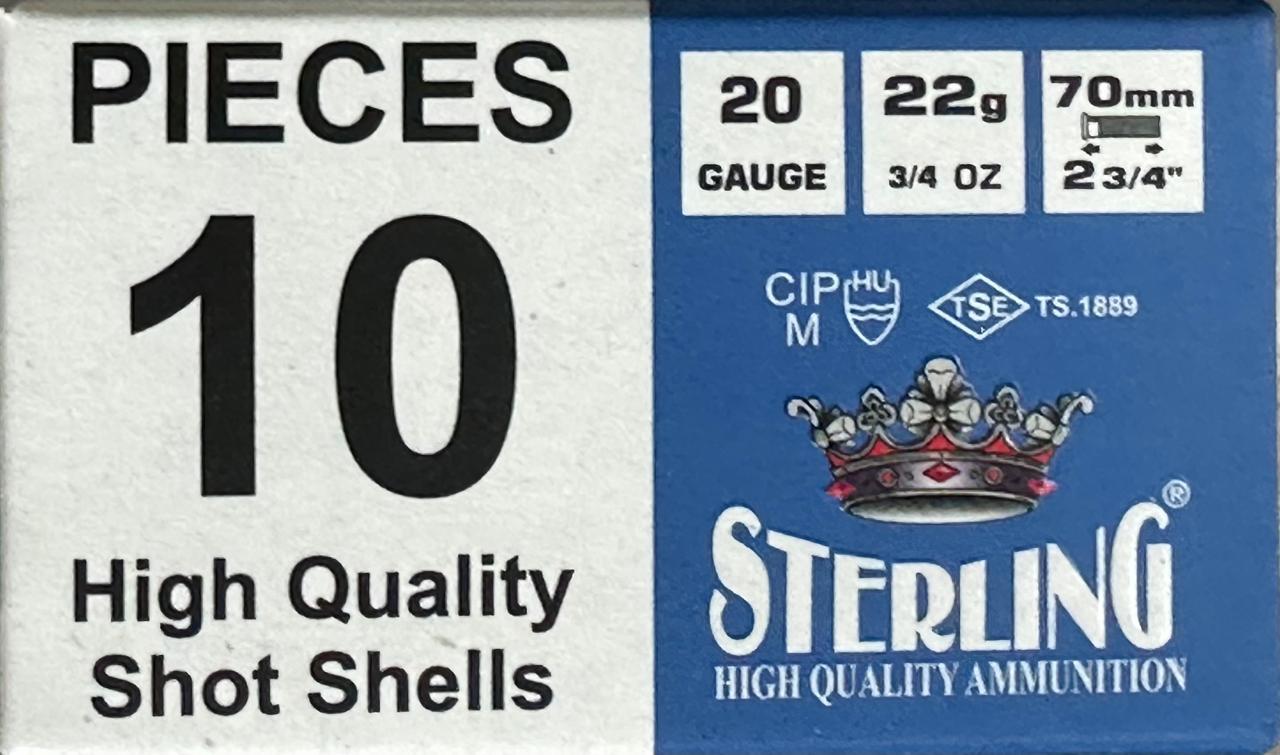 PIECES
10
High Quality
Shot Shells
20
GAUGE
22g
3/4 OZ
70mm
2 3/4"
CIP
M
HU
TSE
TS.1889
STERLING®
HIGH QUALITY AMMUNITION